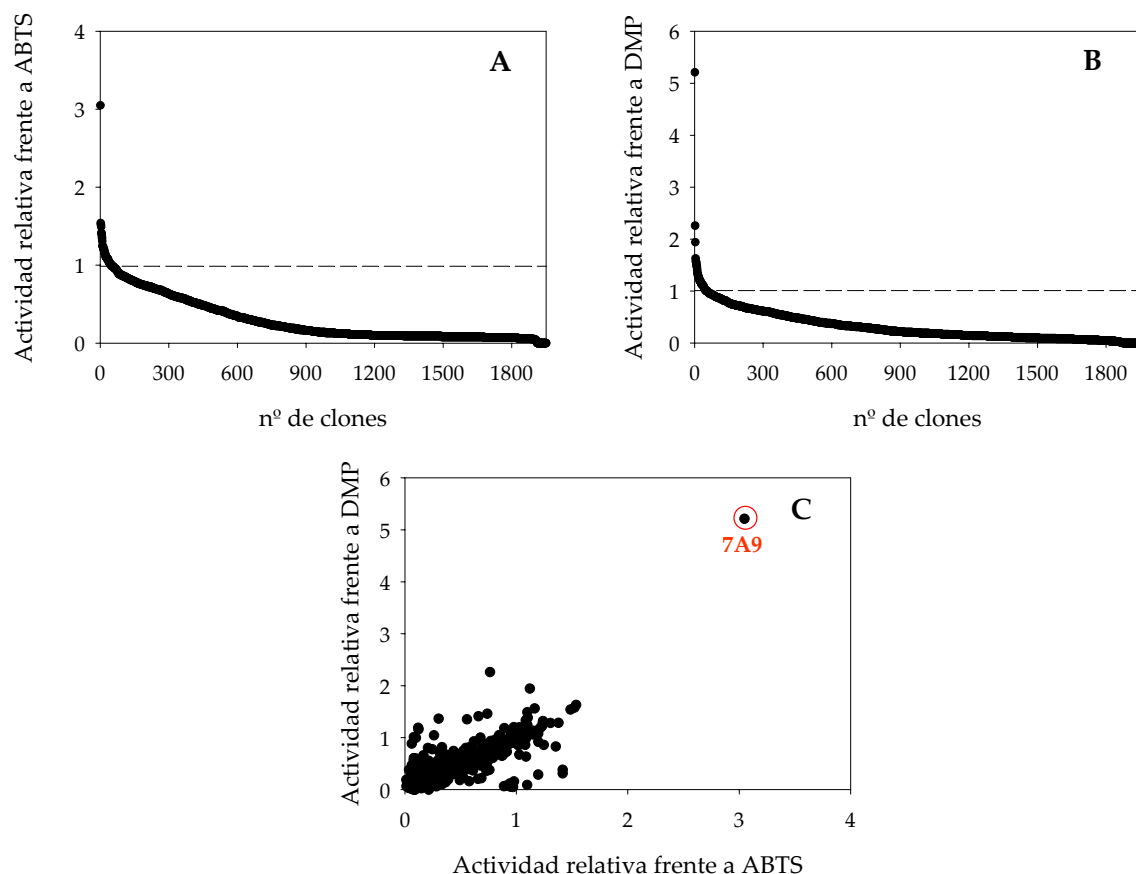 Actividad relativa frente a ABTS
4
3
2
1
0
A
0 300 600 900 1200 1500 1800
nº de clones
Actividad relativa frente a DMP
6
5
4
3
2
1
0
B
0 300 600 900 1200 1500 1800
nº de clones
Actividad relativa frente a DMP
6
5
4
3
2
1
0
C
7A9
0 1 2 3 4
Actividad relativa frente a ABTS